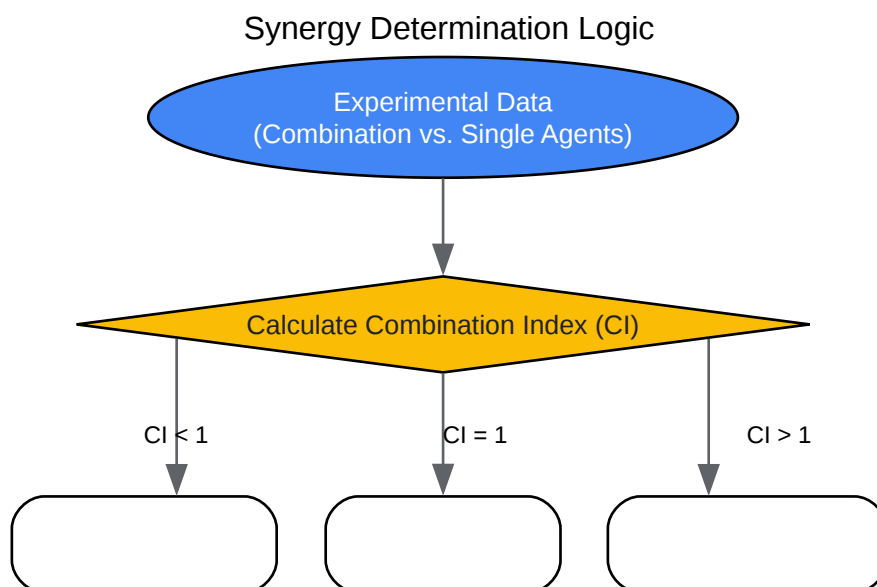 Synergy Determination Logic
Experimental Data
(Combination vs. Single Agents)
Calculate Combination Index (CI)
CI < 1
CI = 1
CI > 1